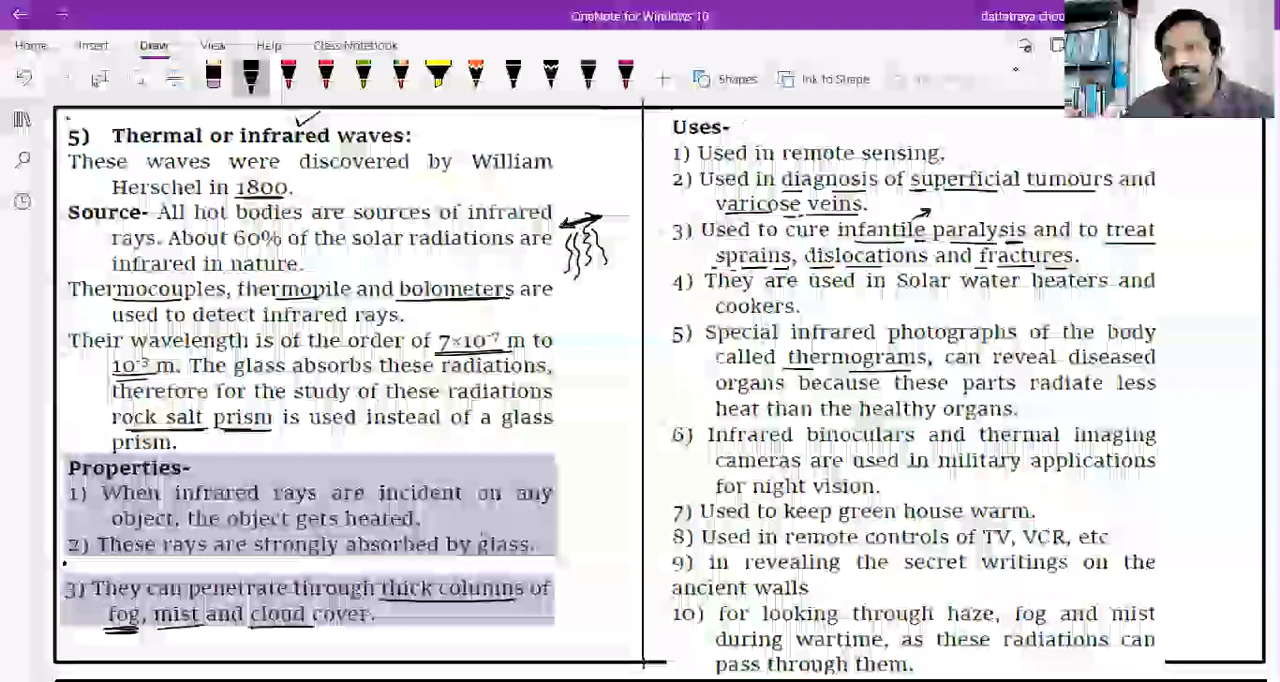 OneNote for Windows 10
dattatraya chou
Home Insert Draw View Help Class Notebook
Shapes Ink to Shape
5) Thermal or infrared waves:
These waves were discovered by William
Herschel in 1800.
Source- All hot bodies are sources of infrared
rays. About 60% of the solar radiations are
infrared in nature.
Thermocouples, thermopile and bolometers are
used to detect infrared rays.
Their wavelength is of the order of 7×10⁻⁷ m to
10⁻³ m. The glass absorbs these radiations,
therefore for the study of these radiations
rock salt prism is used instead of a glass
prism.
Properties-
1) When infrared rays are incident on any
object, the object gets heated.
2) These rays are strongly absorbed by glass.
3) They can penetrate through thick columns of
fog, mist and cloud cover.
Uses-
1) Used in remote sensing.
2) Used in diagnosis of superficial tumours and
varicose veins.
3) Used to cure infantile paralysis and to treat
sprains, dislocations and fractures.
4) They are used in Solar water heaters and
cookers.
5) Special infrared photographs of the body
called thermograms, can reveal diseased
organs because these parts radiate less
heat than the healthy organs.
6) Infrared binoculars and thermal imaging
cameras are used in military applications
for night vision.
7) Used to keep green house warm.
8) Used in remote controls of TV, VCR, etc
9) in revealing the secret writings on the
ancient walls
10) for looking through haze, fog and mist
during wartime, as these radiations can
pass through them.